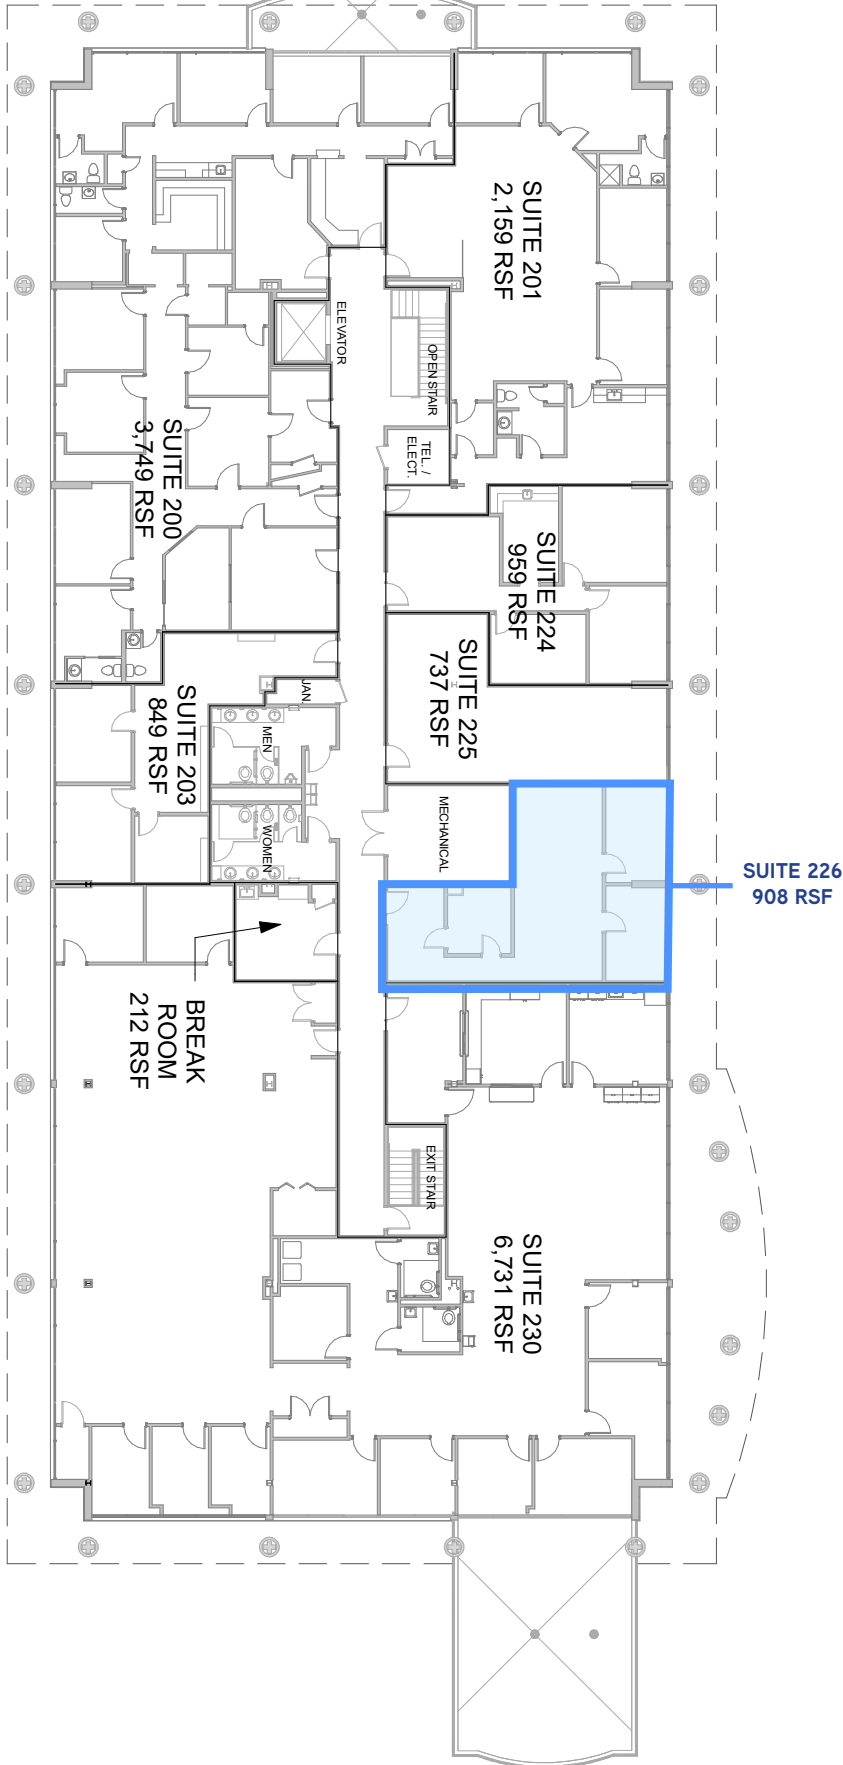 SUITE 201
2,159 RSF
ELEVATOR
OPEN STAIR
TEL. /
ELECT.
SUITE 200
3,749 RSF
SUITE 224
959 RSF
SUITE 225
737 RSF
JAN.
SUITE 203
849 RSF
MEN
WOMEN
MECHANICAL
SUITE 226
908 RSF
BREAK
ROOM
212 RSF
EXIT STAIR
SUITE 230
6,731 RSF